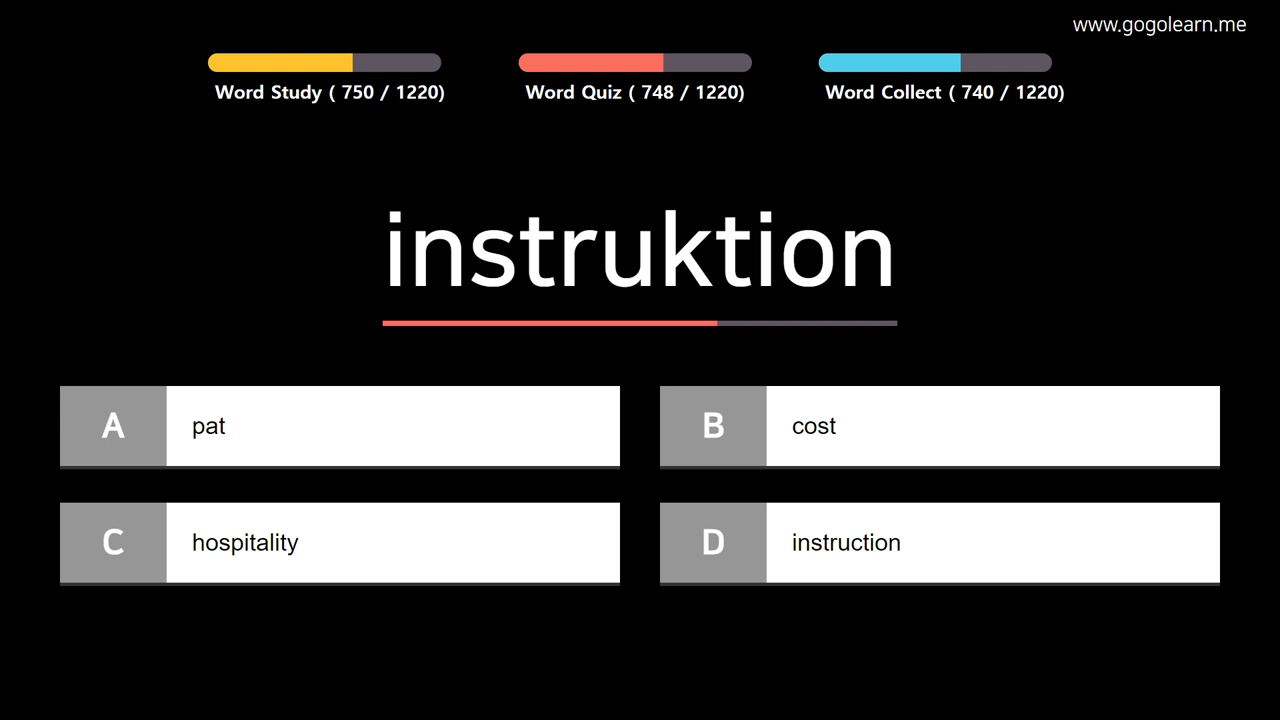 www.gogolearn.me
Word Study ( 750 / 1220)
Word Quiz ( 748 / 1220)
Word Collect ( 740 / 1220)
instruktion
A pat
B cost
C hospitality
D instruction